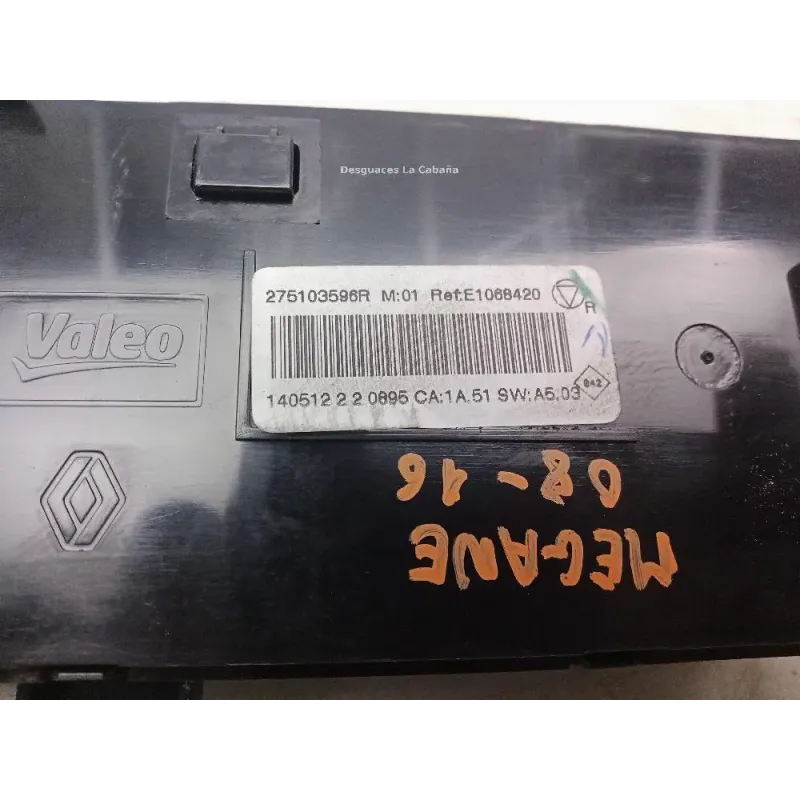 Desguaces La Cabaña
275103596R M:01 Ref:E1068420
R
Valeo
140512 2 2 0895 CA:1A.51 SW:A5.03
842
MEGANE
08-16